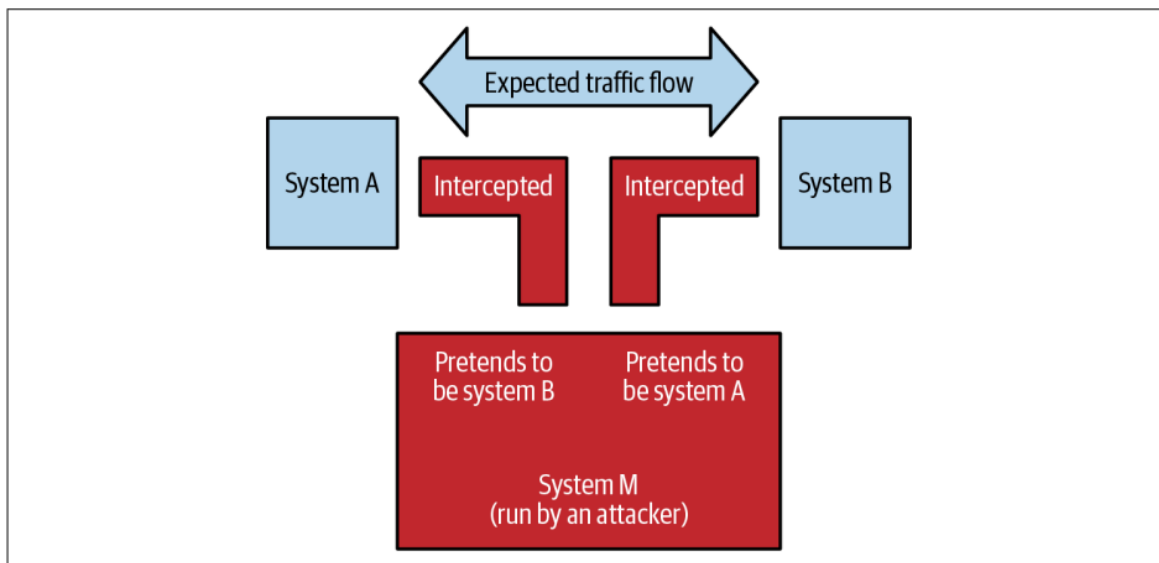 Expected traffic flow
System A
Intercepted
Intercepted
System B
Pretends to
be system B
Pretends to
be system A
System M
(run by an attacker)